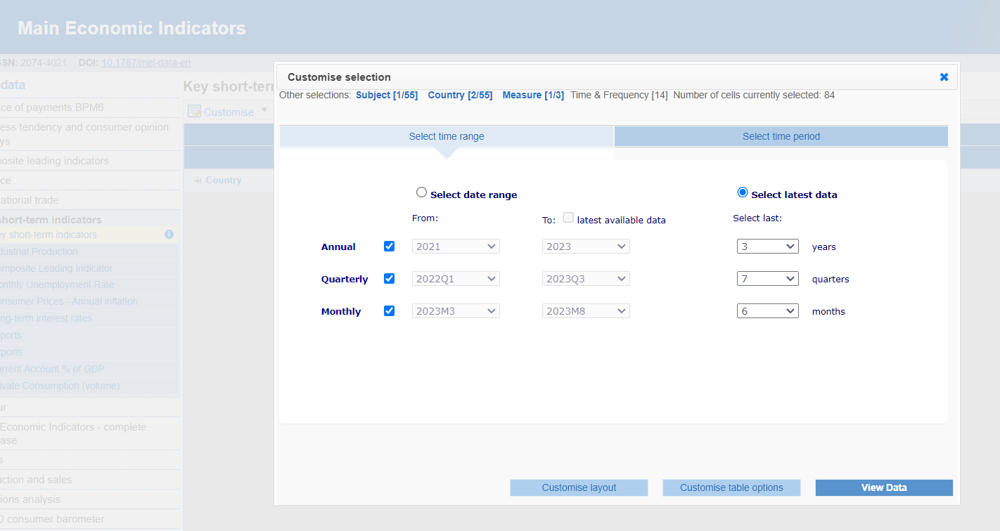 Main Economic Indicators
SSN: 2074-4021 DOI: 10.1787/mei-data-en
data
Key short-term
Customise
Country
ce of payments BPM6
ess tendency and consumer opinion
ys
osite leading indicators
ce
ational trade
short-term indicators
ey short-term indicators
dustrial Production
omposite Leading Indicator
onthly Unemployment Rate
onsumer Prices - Annual inflation
ng-term interest rates
ports
ports
urrent Account % of GDP
ivate Consumption (volume)
ur
Economic Indicators - complete
ase
s
ction and sales
ions analysis
D consumer barometer
Customise selection
Other selections: Subject [1/55] Country [2/55] Measure [1/3] Time & Frequency [14] Number of cells currently selected: 84
Select time range Select time period
Select date range Select latest data
From: To: latest available data Select last:
Annual 2021 2023 3 years
Quarterly 2022Q1 2023Q3 7 quarters
Monthly 2023M3 2023M8 6 months
Customise layout Customise table options View Data